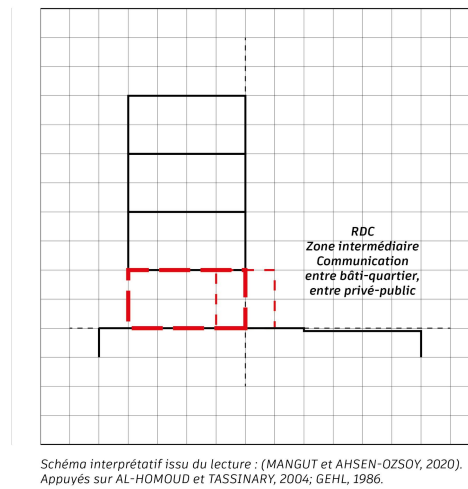 RDC
Zone intermédiaire
Communication
entre bâti-quartier,
entre privé-public
Schéma interprétatif issu du lecture : (MANGUT et AHSEN-OZSOY, 2020).
Appuyés sur AL-HOMOUD et TASSINARY, 2004; GEHL, 1986.